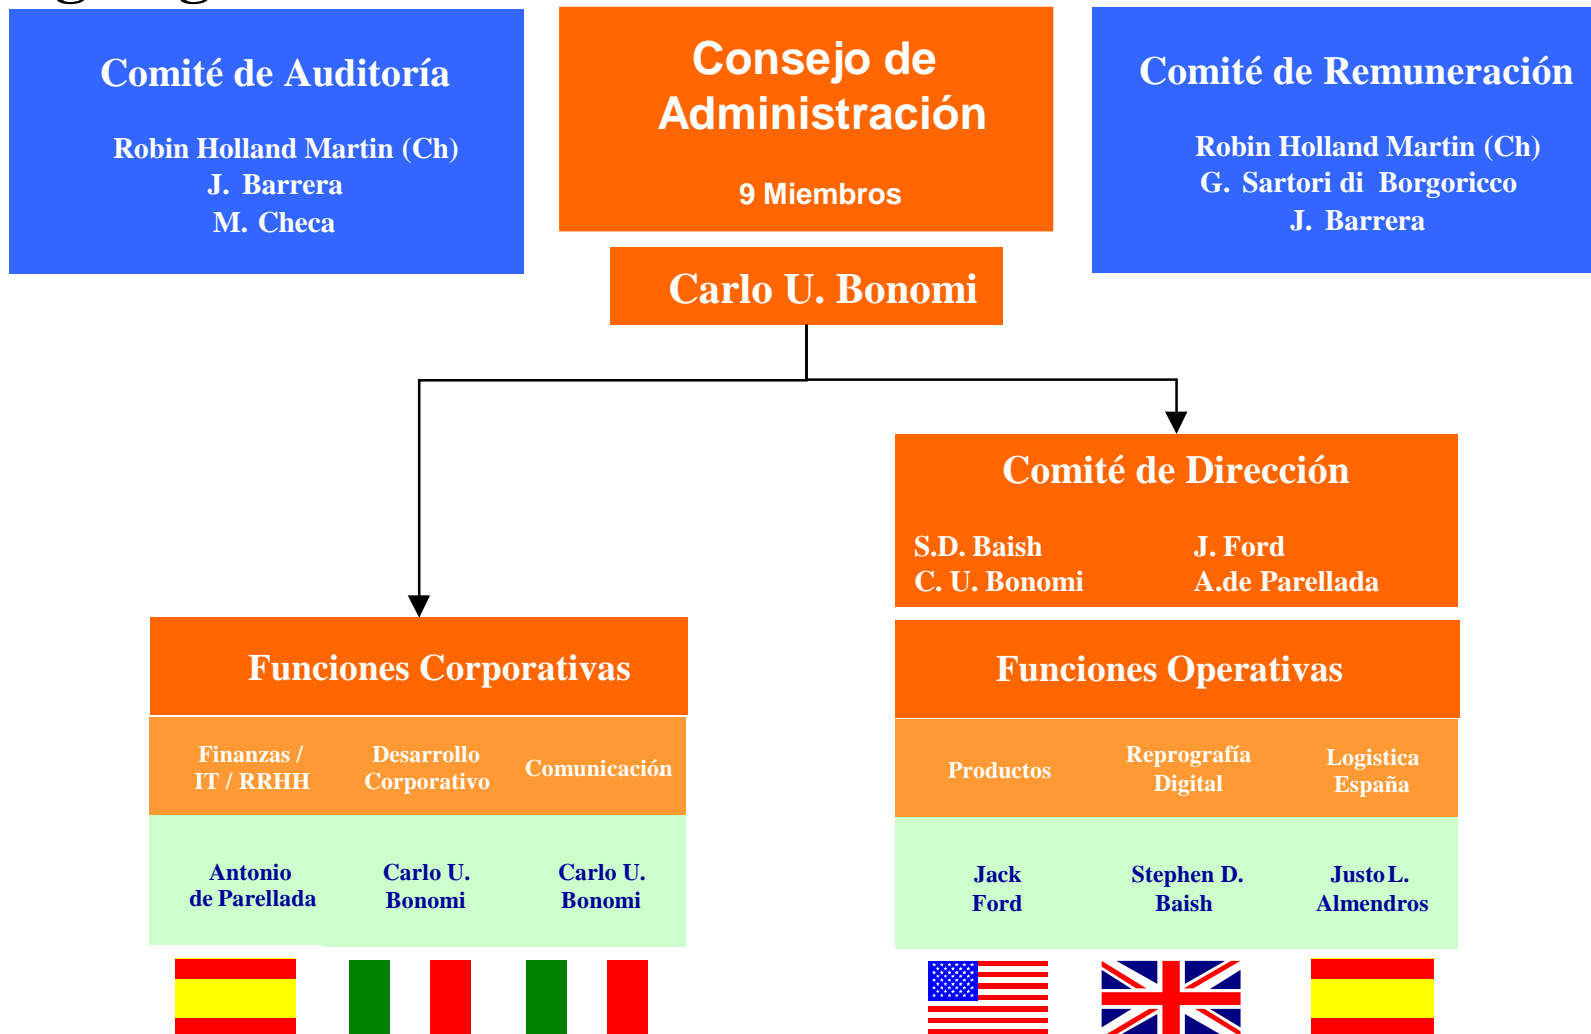 Comité de Auditoría
Robin Holland Martin (Ch)
J. Barrera
M. Checa
Consejo de
Administración
9 Miembros
Comité de Remuneración
Robin Holland Martin (Ch)
G. Sartori di Borgoricco
J. Barrera
Carlo U. Bonomi
Comité de Dirección
S.D. Baish
J. Ford
C. U. Bonomi
A.de Parellada
Funciones Corporativas
Finanzas /
IT / RRHH
Desarrollo
Corporativo
Comunicación
Antonio
de Parellada
Carlo U.
Bonomi
Carlo U.
Bonomi
Funciones Operativas
Productos
Reprografía
Digital
Logistica
España
Jack
Ford
Stephen D.
Baish
Justo L.
Almendros